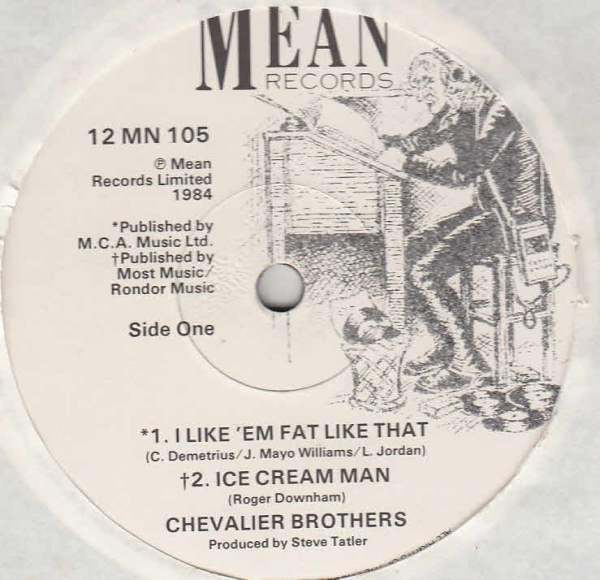 MEAN
RECORDS
12 MN 105
℗ Mean
Records Limited
1984
*Published by
M.C.A. Music Ltd.
†Published by
Most Music/
Rondor Music
Side One
*1. I LIKE 'EM FAT LIKE THAT
(C. Demetrius/J. Mayo Williams/L. Jordan)
†2. ICE CREAM MAN
(Roger Downham)
CHEVALIER BROTHERS
Produced by Steve Tatler